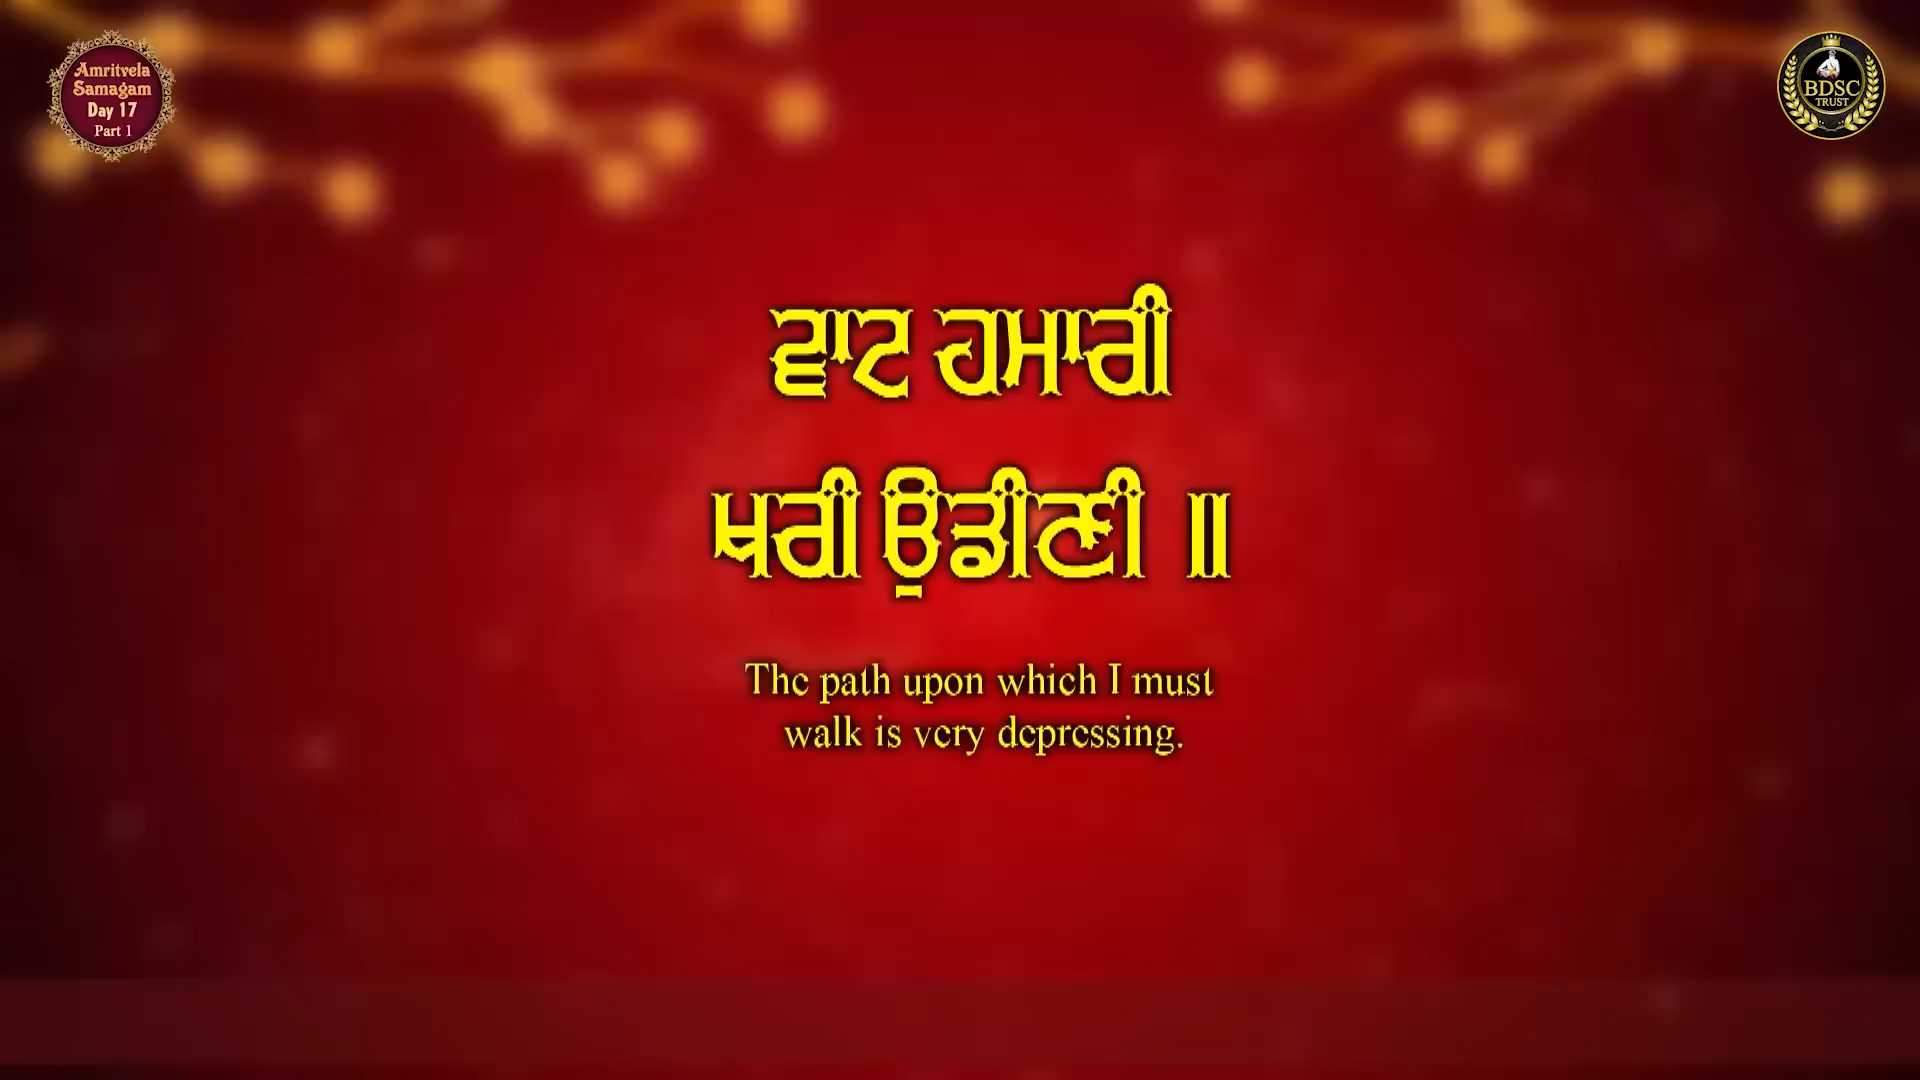 Amritvela
Samagam
Day 17
Part 1
BDSC
TRUST
ਵਾਟ ਹਮਾਰੀ
ਖਰੀ ਉਡੀਣੀ ॥
The path upon which I must
walk is very depressing.